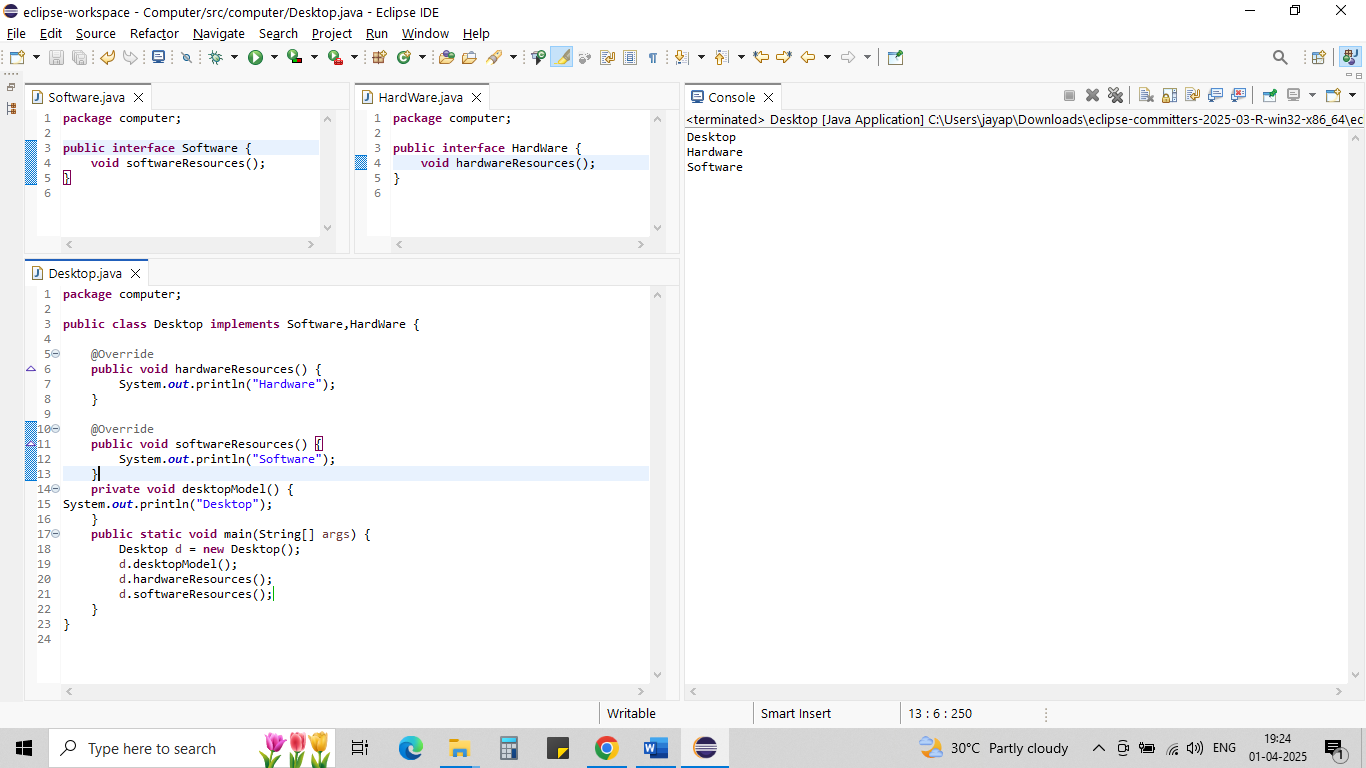 eclipse-workspace - Computer/src/computer/Desktop.java - Eclipse IDE
File Edit Source Refactor Navigate Search Project Run Window Help
Software.java
1 package computer;
2
3 public interface Software {
4     void softwareResources();
5 }
6
HardWare.java
1 package computer;
2
3 public interface HardWare {
4     void hardwareResources();
5 }
6
Desktop.java
1 package computer;
2
3 public class Desktop implements Software,HardWare {
4
5     @Override
6     public void hardwareResources() {
7         System.out.println("Hardware");
8     }
9
10     @Override
11     public void softwareResources() {
12         System.out.println("Software");
13     }
14     private void desktopModel() {
15 System.out.println("Desktop");
16     }
17     public static void main(String[] args) {
18         Desktop d = new Desktop();
19         d.desktopModel();
20         d.hardwareResources();
21         d.softwareResources();
22     }
23 }
24
Console
<terminated> Desktop [Java Application] C:\Users\jayap\Downloads\eclipse-committers-2025-03-R-win32-x86_64\ec
Desktop
Hardware
Software
Writable Smart Insert 13 : 6 : 250
Type here to search
30°C Partly cloudy
ENG
19:24
01-04-2025
1